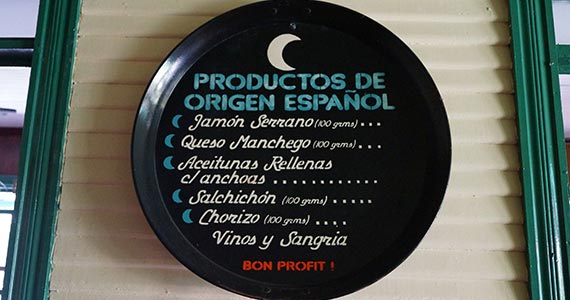 PRODUCTOS DE
ORIGEN ESPAÑOL
Jamón Serrano (100 grms) ...
Queso Manchego (100 grms) ....
Aceitunas Rellenas
c/anchoas ............
Salchichón (100 grms) .....
Chorizo (100 grms) ....
Vinos y Sangria
BON PROFIT !